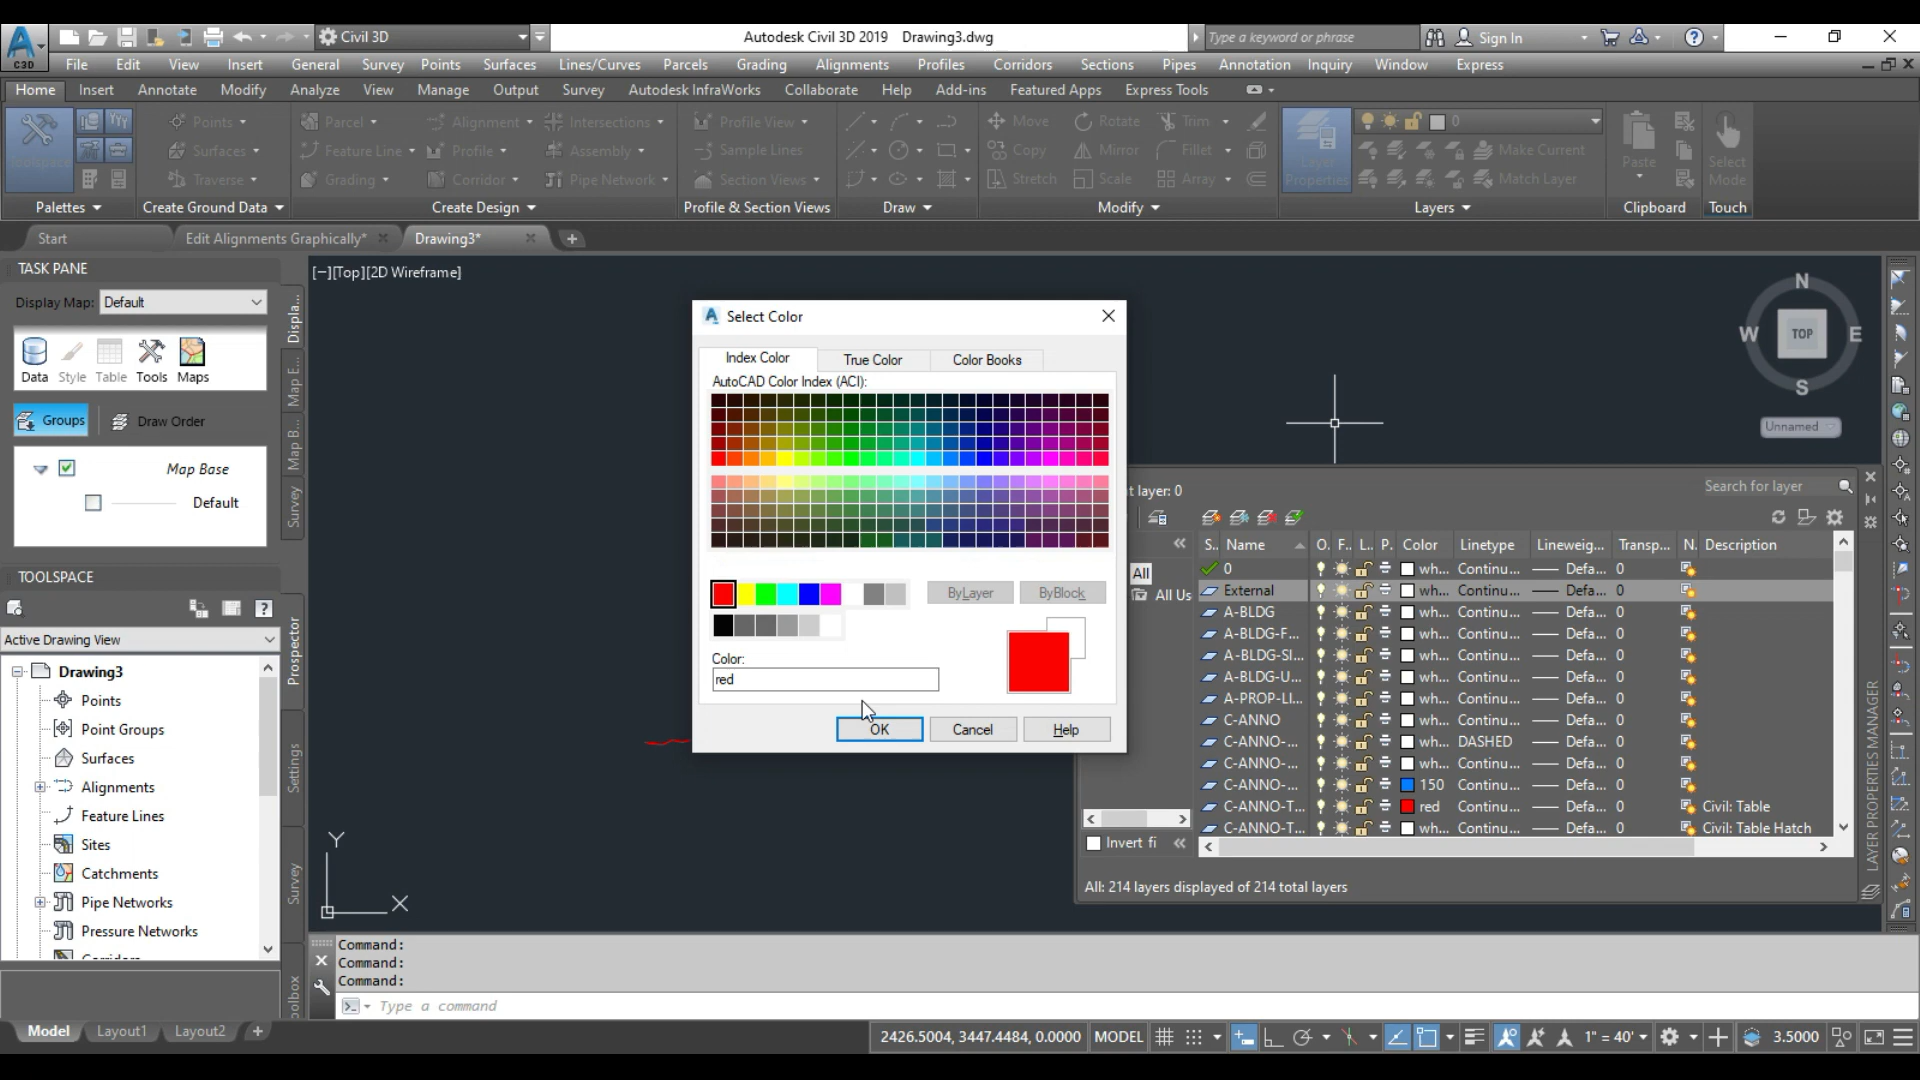 C3D
Civil 3D
Autodesk Civil 3D 2019 Drawing3.dwg
Type a keyword or phrase
Sign In
File Edit View Insert General Survey Points Surfaces Lines/Curves Parcels Grading Alignments Profiles Corridors Sections Pipes Annotation Inquiry Window Express
Home Insert Annotate Modify Analyze View Manage Output Survey Autodesk InfraWorks Collaborate Help Add-ins Featured Apps Express Tools
Points Parcel Alignment Intersections Profile View Move Rotate Trim 0
Surfaces Feature Line Profile Assembly Sample Lines Copy Mirror Fillet Make Current
Toolspace Traverse Grading Corridor Pipe Network Section Views Stretch Scale Array Match Layer
Layer Properties
Paste
Select Mode
Palettes Create Ground Data Create Design Profile & Section Views Draw Modify Layers Clipboard Touch
Start Edit Alignments Graphically* Drawing3*
TASK PANE
Display Map: Default
Data Style Table Tools Maps
Groups Draw Order
Map Base
Default
Displa...
Map E...
Map B...
Survey
TOOLSPACE
Active Drawing View
Drawing3
Points
Point Groups
Surfaces
Alignments
Feature Lines
Sites
Catchments
Pipe Networks
Pressure Networks
Prospector
Settings
Survey
[−][Top][2D Wireframe]
Select Color
Index Color True Color Color Books
AutoCAD Color Index (ACI):
ByLayer ByBlock
Color:
red
OK Cancel Help
N
W TOP E
S
Unnamed
t layer: 0
Search for layer
S.. Name O. F.. L.. P. Color Linetype Lineweig... Transp... N. Description
All
All Us
0 wh... Continu... Defa... 0
External wh... Continu... Defa... 0
A-BLDG wh... Continu... Defa... 0
A-BLDG-F... wh... Continu... Defa... 0
A-BLDG-SI... wh... Continu... Defa... 0
A-BLDG-U... wh... Continu... Defa... 0
A-PROP-LI... wh... Continu... Defa... 0
C-ANNO wh... Continu... Defa... 0
C-ANNO-... wh... DASHED Defa... 0
C-ANNO-... wh... Continu... Defa... 0
C-ANNO-... 150 Continu... Defa... 0
C-ANNO-T... red Continu... Defa... 0 Civil: Table
C-ANNO-T... wh... Continu... Defa... 0 Civil: Table Hatch
Invert fi
All: 214 layers displayed of 214 total layers
LAYER PROPERTIES MANAGER
Y
X
Command:
Command:
Command:
Type a command
Model Layout1 Layout2
2426.5004, 3447.4484, 0.0000 MODEL 1" = 40' 3.5000